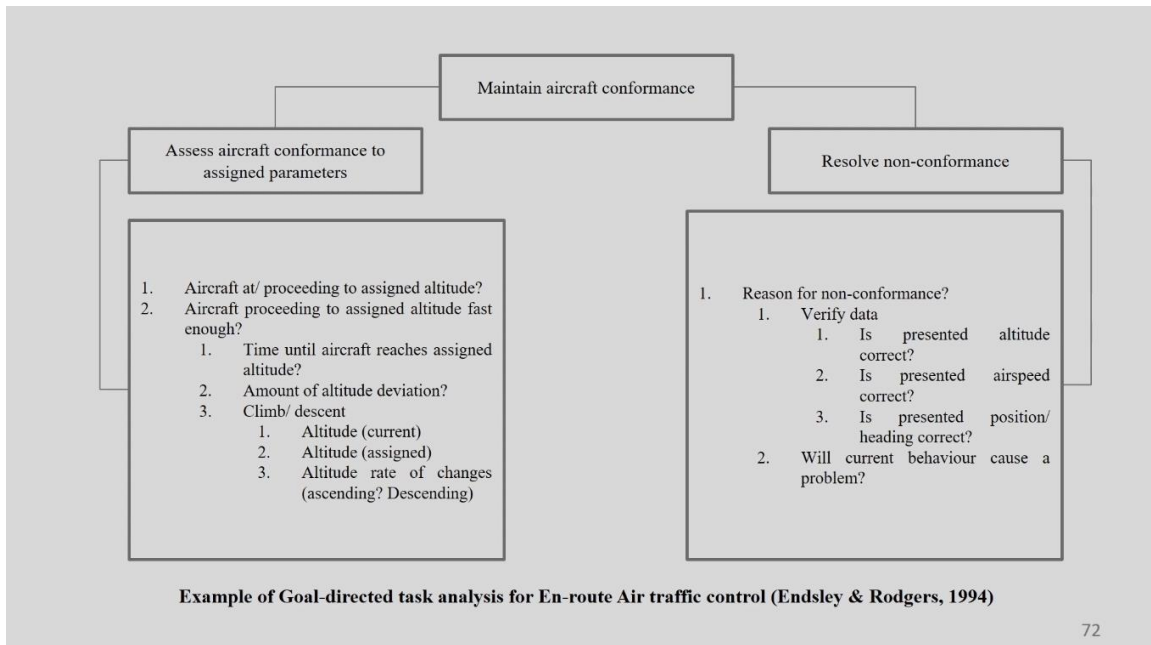 Maintain aircraft conformance
Assess aircraft conformance to
assigned parameters
Resolve non-conformance
1. Aircraft at/ proceeding to assigned altitude?
2. Aircraft proceeding to assigned altitude fast
enough?
1. Time until aircraft reaches assigned
altitude?
2. Amount of altitude deviation?
3. Climb/ descent
1. Altitude (current)
2. Altitude (assigned)
3. Altitude rate of changes
(ascending? Descending)
1. Reason for non-conformance?
1. Verify data
1. Is presented altitude
correct?
2. Is presented airspeed
correct?
3. Is presented position/
heading correct?
2. Will current behaviour cause a
problem?
Example of Goal-directed task analysis for En-route Air traffic control (Endsley & Rodgers, 1994)
72